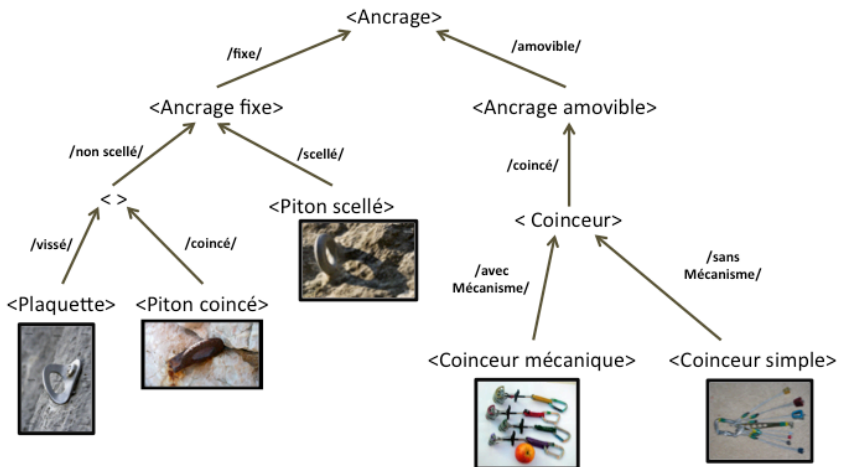 <Ancrage>
/fixe/
/amovible/
<Ancrage fixe>
<Ancrage amovible>
/non scellé/
/scellé/
/coincé/
< >
<Piton scellé>
< Coinceur>
/vissé/
/coincé/
/avec
Mécanisme/
/sans
Mécanisme/
<Plaquette>
<Piton coincé>
<Coinceur mécanique>
<Coinceur simple>